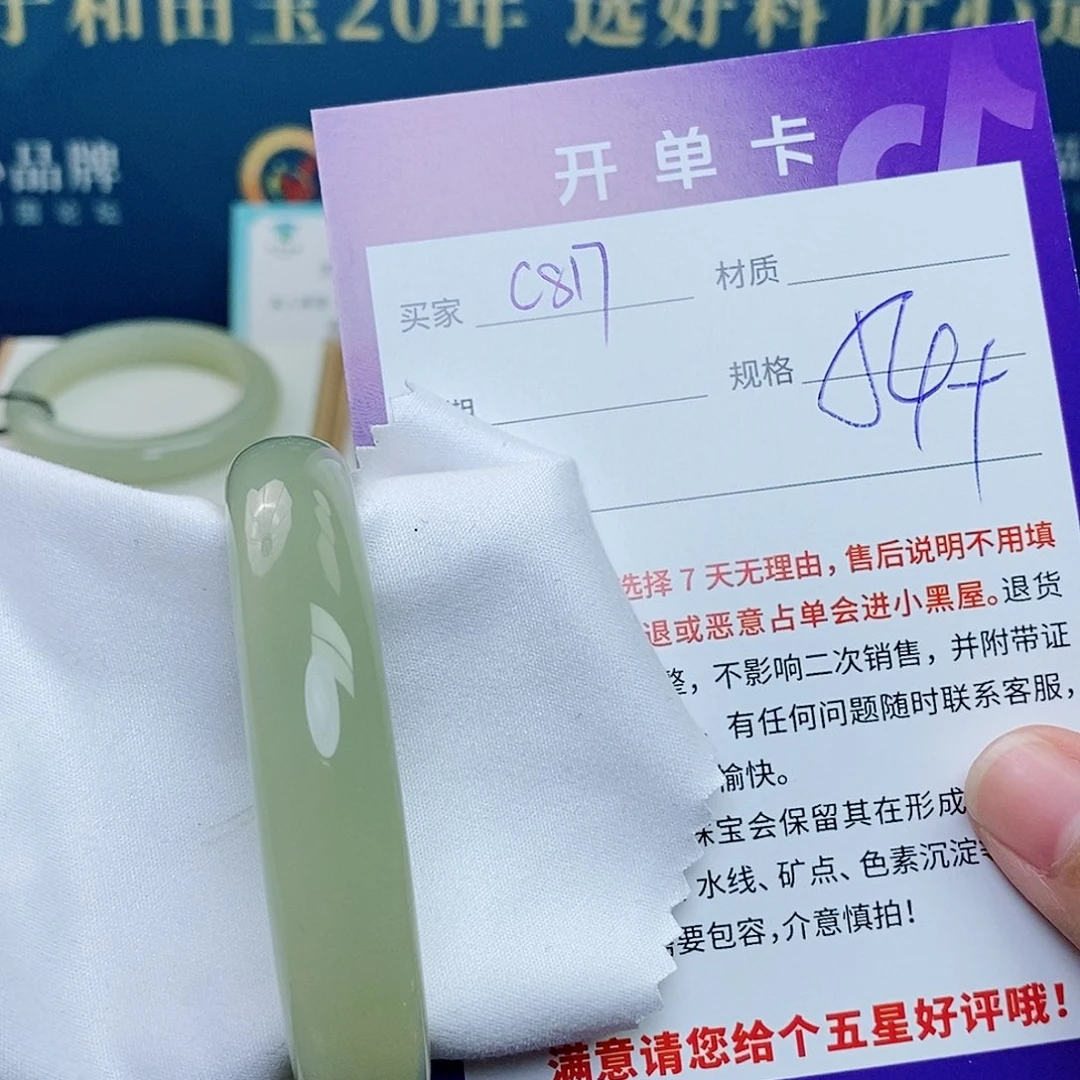 和田玉20年 选好料 匠心
品牌
开单卡
买家 C817 材质
规格 54+
选择 7 天无理由，售后说明不用填
退或恶意占单会进小黑屋。退货
整，不影响二次销售，并附带证
有任何问题随时联系客服，
愉快。
珠宝会保留其在形成
水线、矿点、色素沉淀
需要包容，介意慎拍！
满意请您给个五星好评哦！